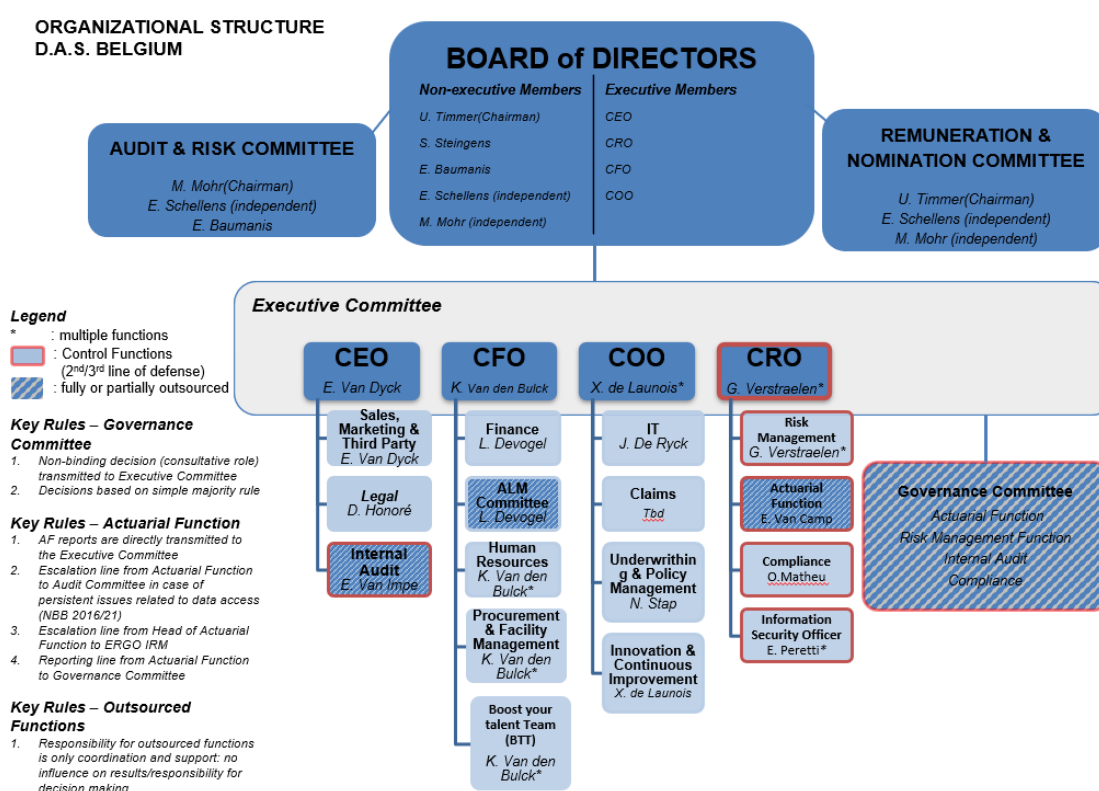 ORGANIZATIONAL STRUCTURE
D.A.S. BELGIUM
BOARD of DIRECTORS
Non-executive Members
U. Timmer(Chairman)
S. Steingens
E. Baumanis
E. Schellens (independent)
M. Mohr (independent)
Executive Members
CEO
CRO
CFO
COO
AUDIT & RISK COMMITTEE
M. Mohr(Chairman)
E. Schellens (independent)
E. Baumanis
REMUNERATION &
NOMINATION COMMITTEE
U. Timmer(Chairman)
E. Schellens (independent)
M. Mohr (independent)
Executive Committee
CEO
E. Van Dyck
CFO
K. Van den Bulck
COO
X. de Launois*
CRO
G. Verstraelen*
Sales,
Marketing &
Third Party
E. Van Dyck
Legal
D. Honoré
Internal
Audit
E. Van Impe
Finance
L. Devogel
ALM
Committee
L. Devogel
Human
Resources
K. Van den
Bulck*
Procurement
& Facility
Management
K. Van den
Bulck*
Boost your
talent Team
(BTT)
K. Van den
Bulck*
IT
J. De Ryck
Claims
Tbd
Underwritin
g & Policy
Management
N. Stap
Innovation &
Continuous
Improvement
X. de Launois
Risk
Management
G. Verstraelen*
Actuarial
Function
E. Van Camp
Compliance
O.Matheu
Information
Security Officer
E. Peretti*
Governance Committee
Actuarial Function
Risk Management Function
Internal Audit
Compliance
Legend
* : multiple functions
: Control Functions
(2nd/3rd line of defense)
: fully or partially outsourced
Key Rules – Governance
Committee
1. Non-binding decision (consultative role)
transmitted to Executive Committee
2. Decisions based on simple majority rule
Key Rules – Actuarial Function
1. AF reports are directly transmitted to
the Executive Committee
2. Escalation line from Actuarial Function
to Audit Committee in case of
persistent issues related to data access
(NBB 2016/21)
3. Escalation line from Head of Actuarial
Function to ERGO IRM
4. Reporting line from Actuarial Function
to Governance Committee
Key Rules – Outsourced
Functions
1. Responsibility for outsourced functions
is only coordination and support: no
influence on results/responsibility for
decision making